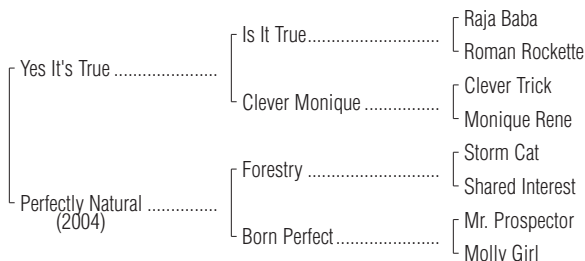 Raja Baba
Is It True
Roman Rockette
Yes It's True
Clever Trick
Clever Monique
Monique Rene
Storm Cat
Forestry
Shared Interest
Perfectly Natural
(2004)
Mr. Prospector
Born Perfect
Molly Girl